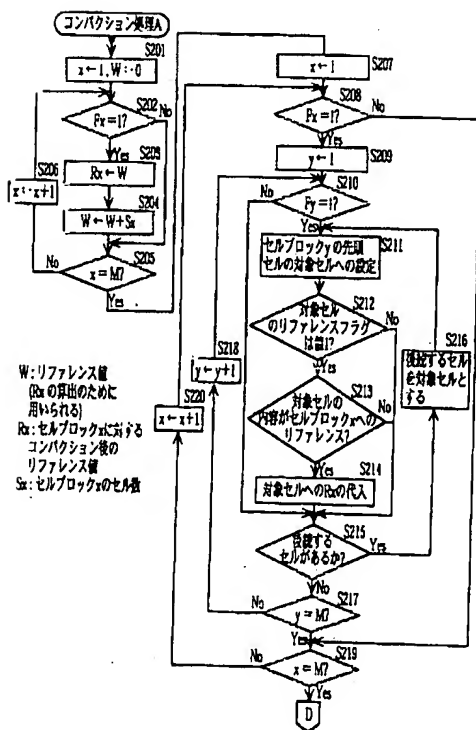 コンパクション処理A
S201
x←1, W:-0
S202
Fx=1?
No
Yes
S203
Rx←W
S204
W←W+Sx
S205
x=M?
No
Yes
S206
x:-x+1
S207
x←1
S208
Fx=1?
No
Yes
S209
y←1
S210
No
Fy=1?
Yes
S211
セルブロックyの先頭
セルの対象セルへの設定
S212
対象セル
のリファレンスフラグ
は値1?
No
Yes
S213
対象セルの
内容がセルブロックxへの
リファレンス?
No
Yes
S214
対象セルへのRxの代入
S215
後続する
セルがあるか?
Yes
No
S216
後続するセル
を対象セルと
する
S217
y=M?
No
Yes
S218
y←y+1
S219
x=M?
No
Yes
S220
x←x+1
D
W:リファレンス値
(Rxの算出のために
用いられる)
Rx:セルブロックxに対する
コンパクション後の
リファレンス値
Sx:セルブロックxのセル数